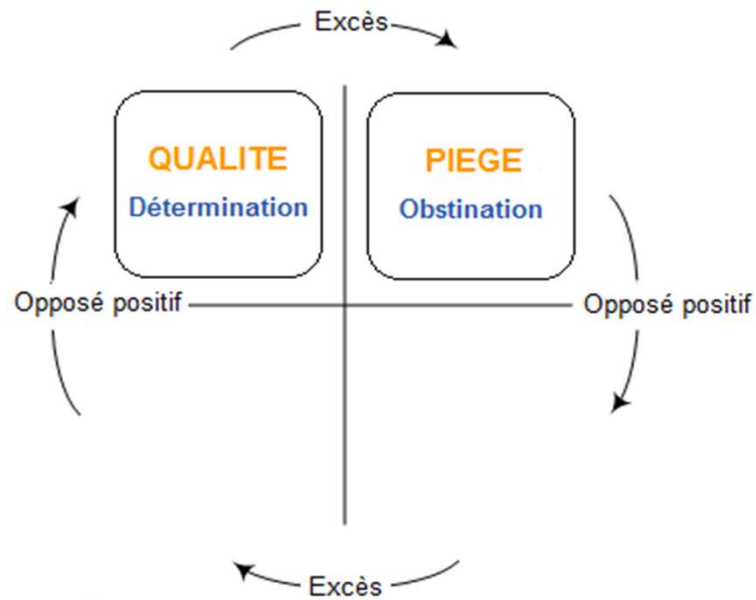 Excès
QUALITE
Détermination
PIEGE
Obstination
Opposé positif
Opposé positif
Excès